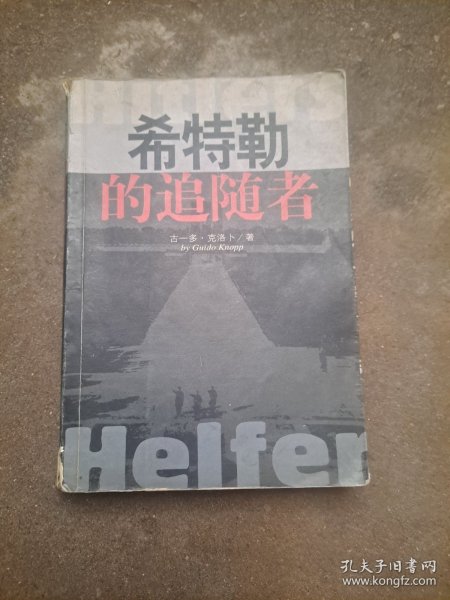 Hitlers
希特勒
的追随者
古一多·克洛卜／著
by Guido Knopp
Helfer
孔夫子旧书网
www.kongfz.com